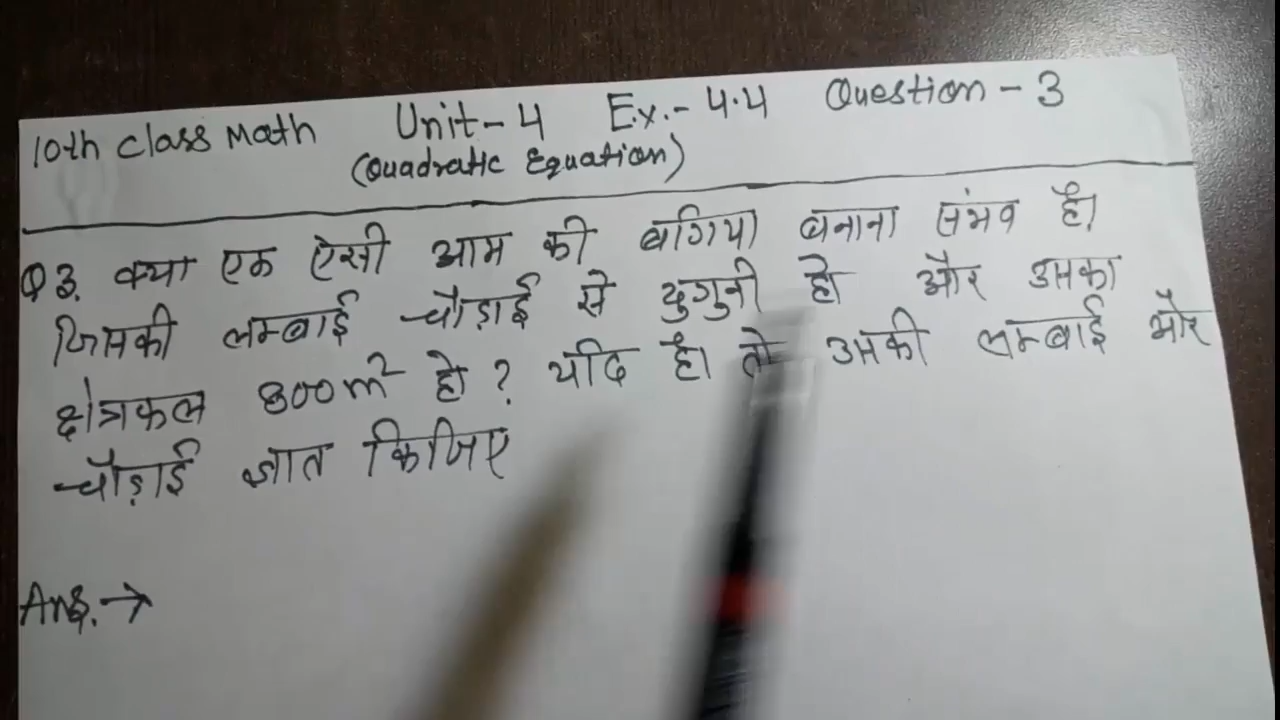 10th class Math Unit-4 Ex.-4.4 Question-3
(Quadratic Equation)
Q 3. क्या एक ऐसी आम की बगिया बनाना संभव है।
जिसकी लम्बाई चौड़ाई से दुगुनी हो और उसका
क्षेत्रफल 800m² हो ? यदि है। तो उसकी लम्बाई और
चौड़ाई ज्ञात किजिए
Ans. →